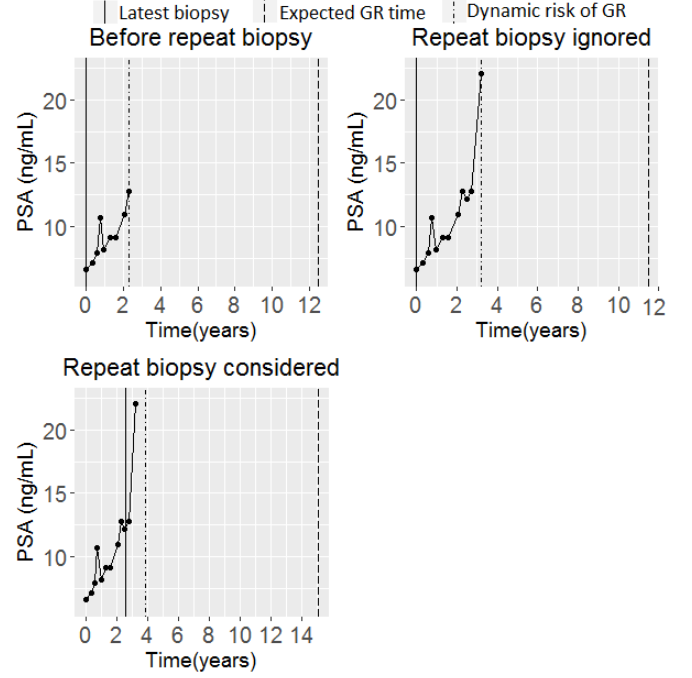 Latest biopsy Expected GR time Dynamic risk of GR
Before repeat biopsy
PSA (ng/mL)
20
15
10
0 2 4 6 8 10 12
Time(years)
Repeat biopsy ignored
PSA (ng/mL)
20
15
10
0 2 4 6 8 10 12
Time(years)
Repeat biopsy considered
PSA (ng/mL)
20
15
10
0 2 4 6 8 10 12 14
Time(years)